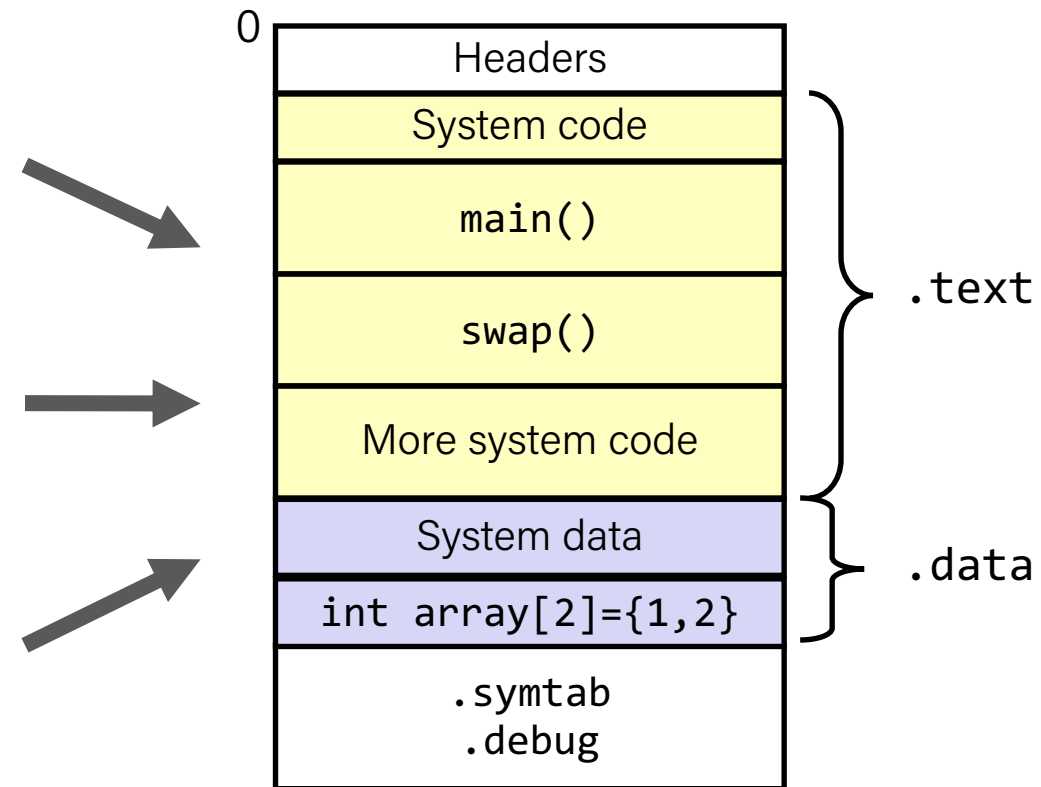 0
Headers
System code
main()
swap()
.text
More system code
System data
.data
int array[2]={1,2}
.symtab
.debug